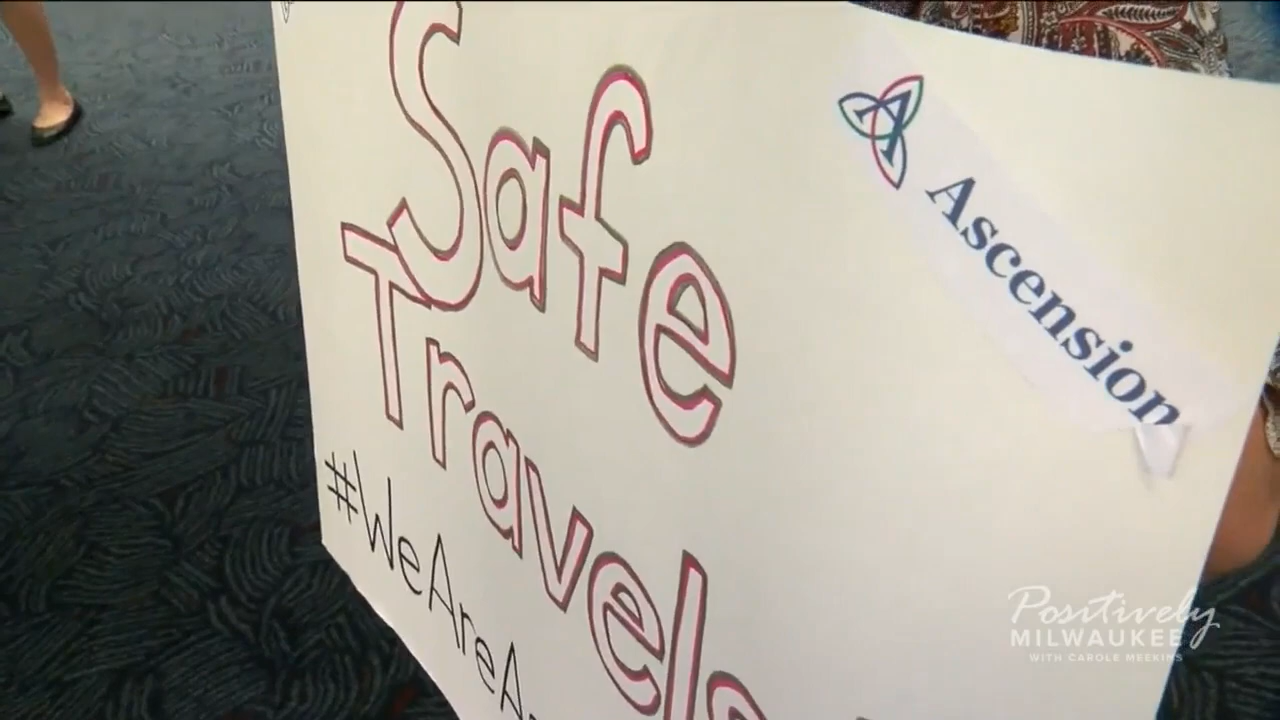 Safe
Travels
#WeAreA
Ascension
Positively
MILWAUKEE
WITH CAROLE MEEKINS